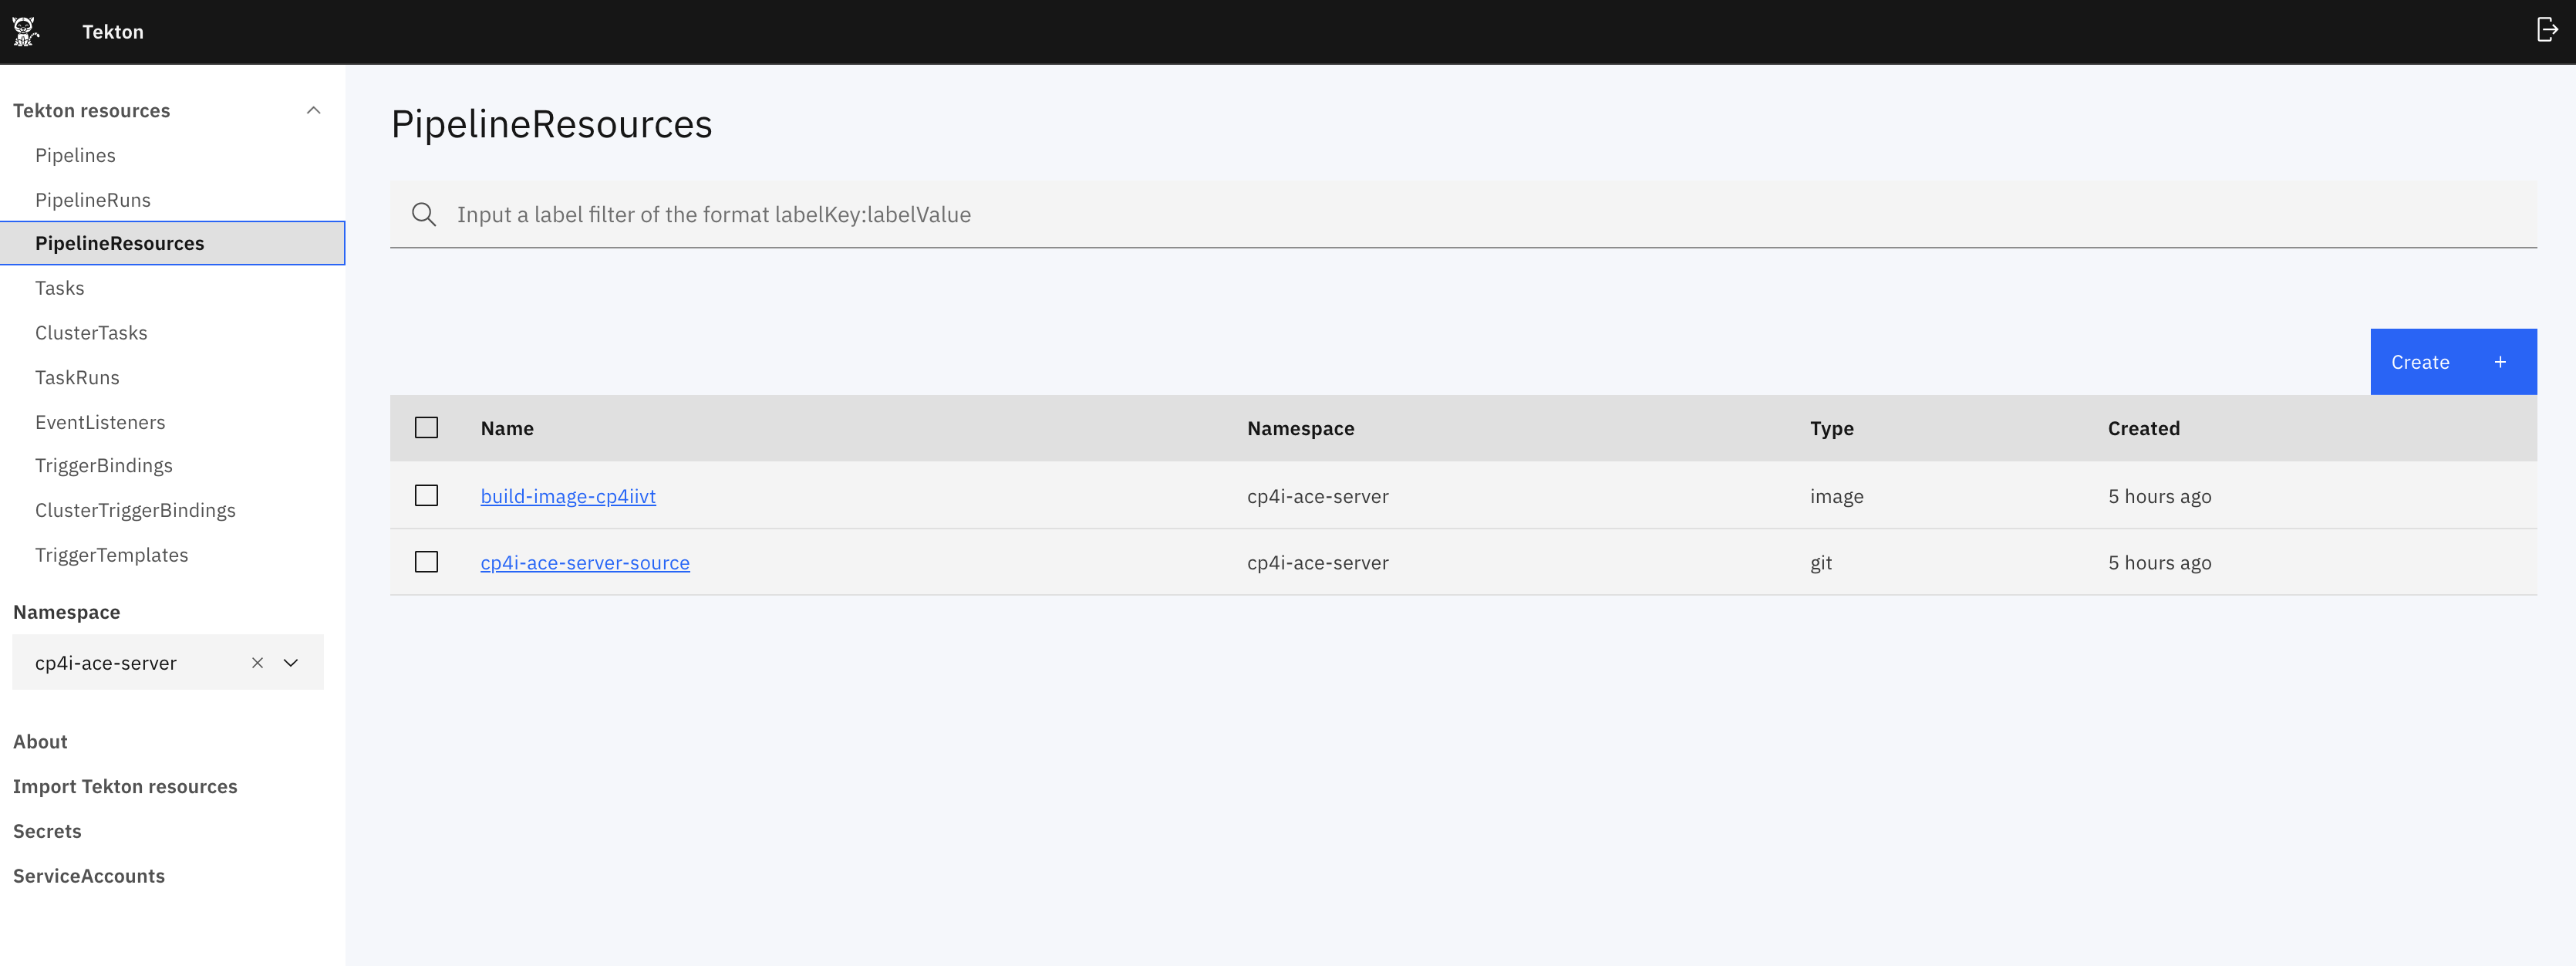 Tekton
Tekton resources
Pipelines
PipelineRuns
PipelineResources
Tasks
ClusterTasks
TaskRuns
EventListeners
TriggerBindings
ClusterTriggerBindings
TriggerTemplates
Namespace
cp4i-ace-server
About
Import Tekton resources
Secrets
ServiceAccounts
PipelineResources
Input a label filter of the format labelKey:labelValue
Create +
Name Namespace Type Created
build-image-cp4iivt cp4i-ace-server image 5 hours ago
cp4i-ace-server-source cp4i-ace-server git 5 hours ago